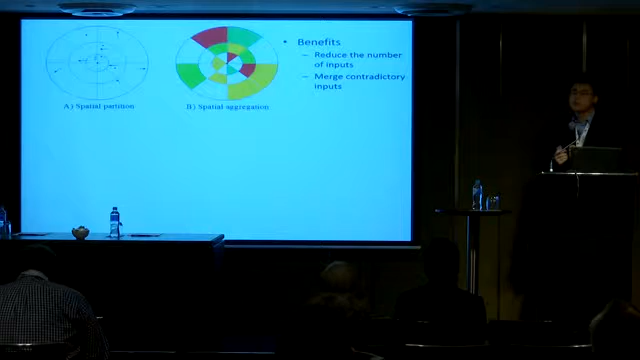 • Benefits
– Reduce the number
of inputs
– Merge contradictory
inputs
A) Spatial partition
B) Spatial aggregation